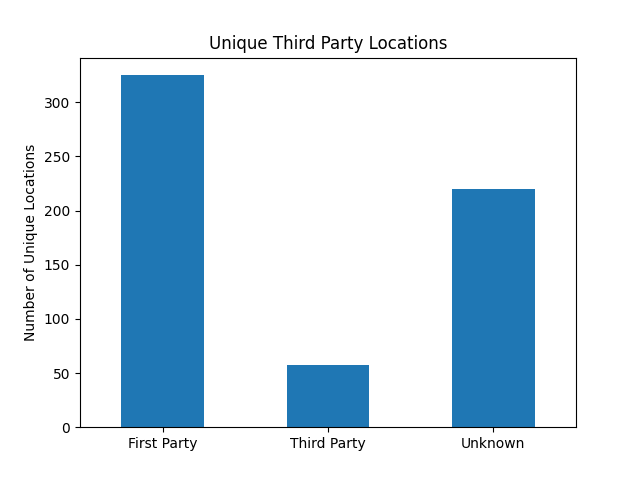 Unique Third Party Locations
Number of Unique Locations
300
250
200
150
100
50
0
First Party
Third Party
Unknown